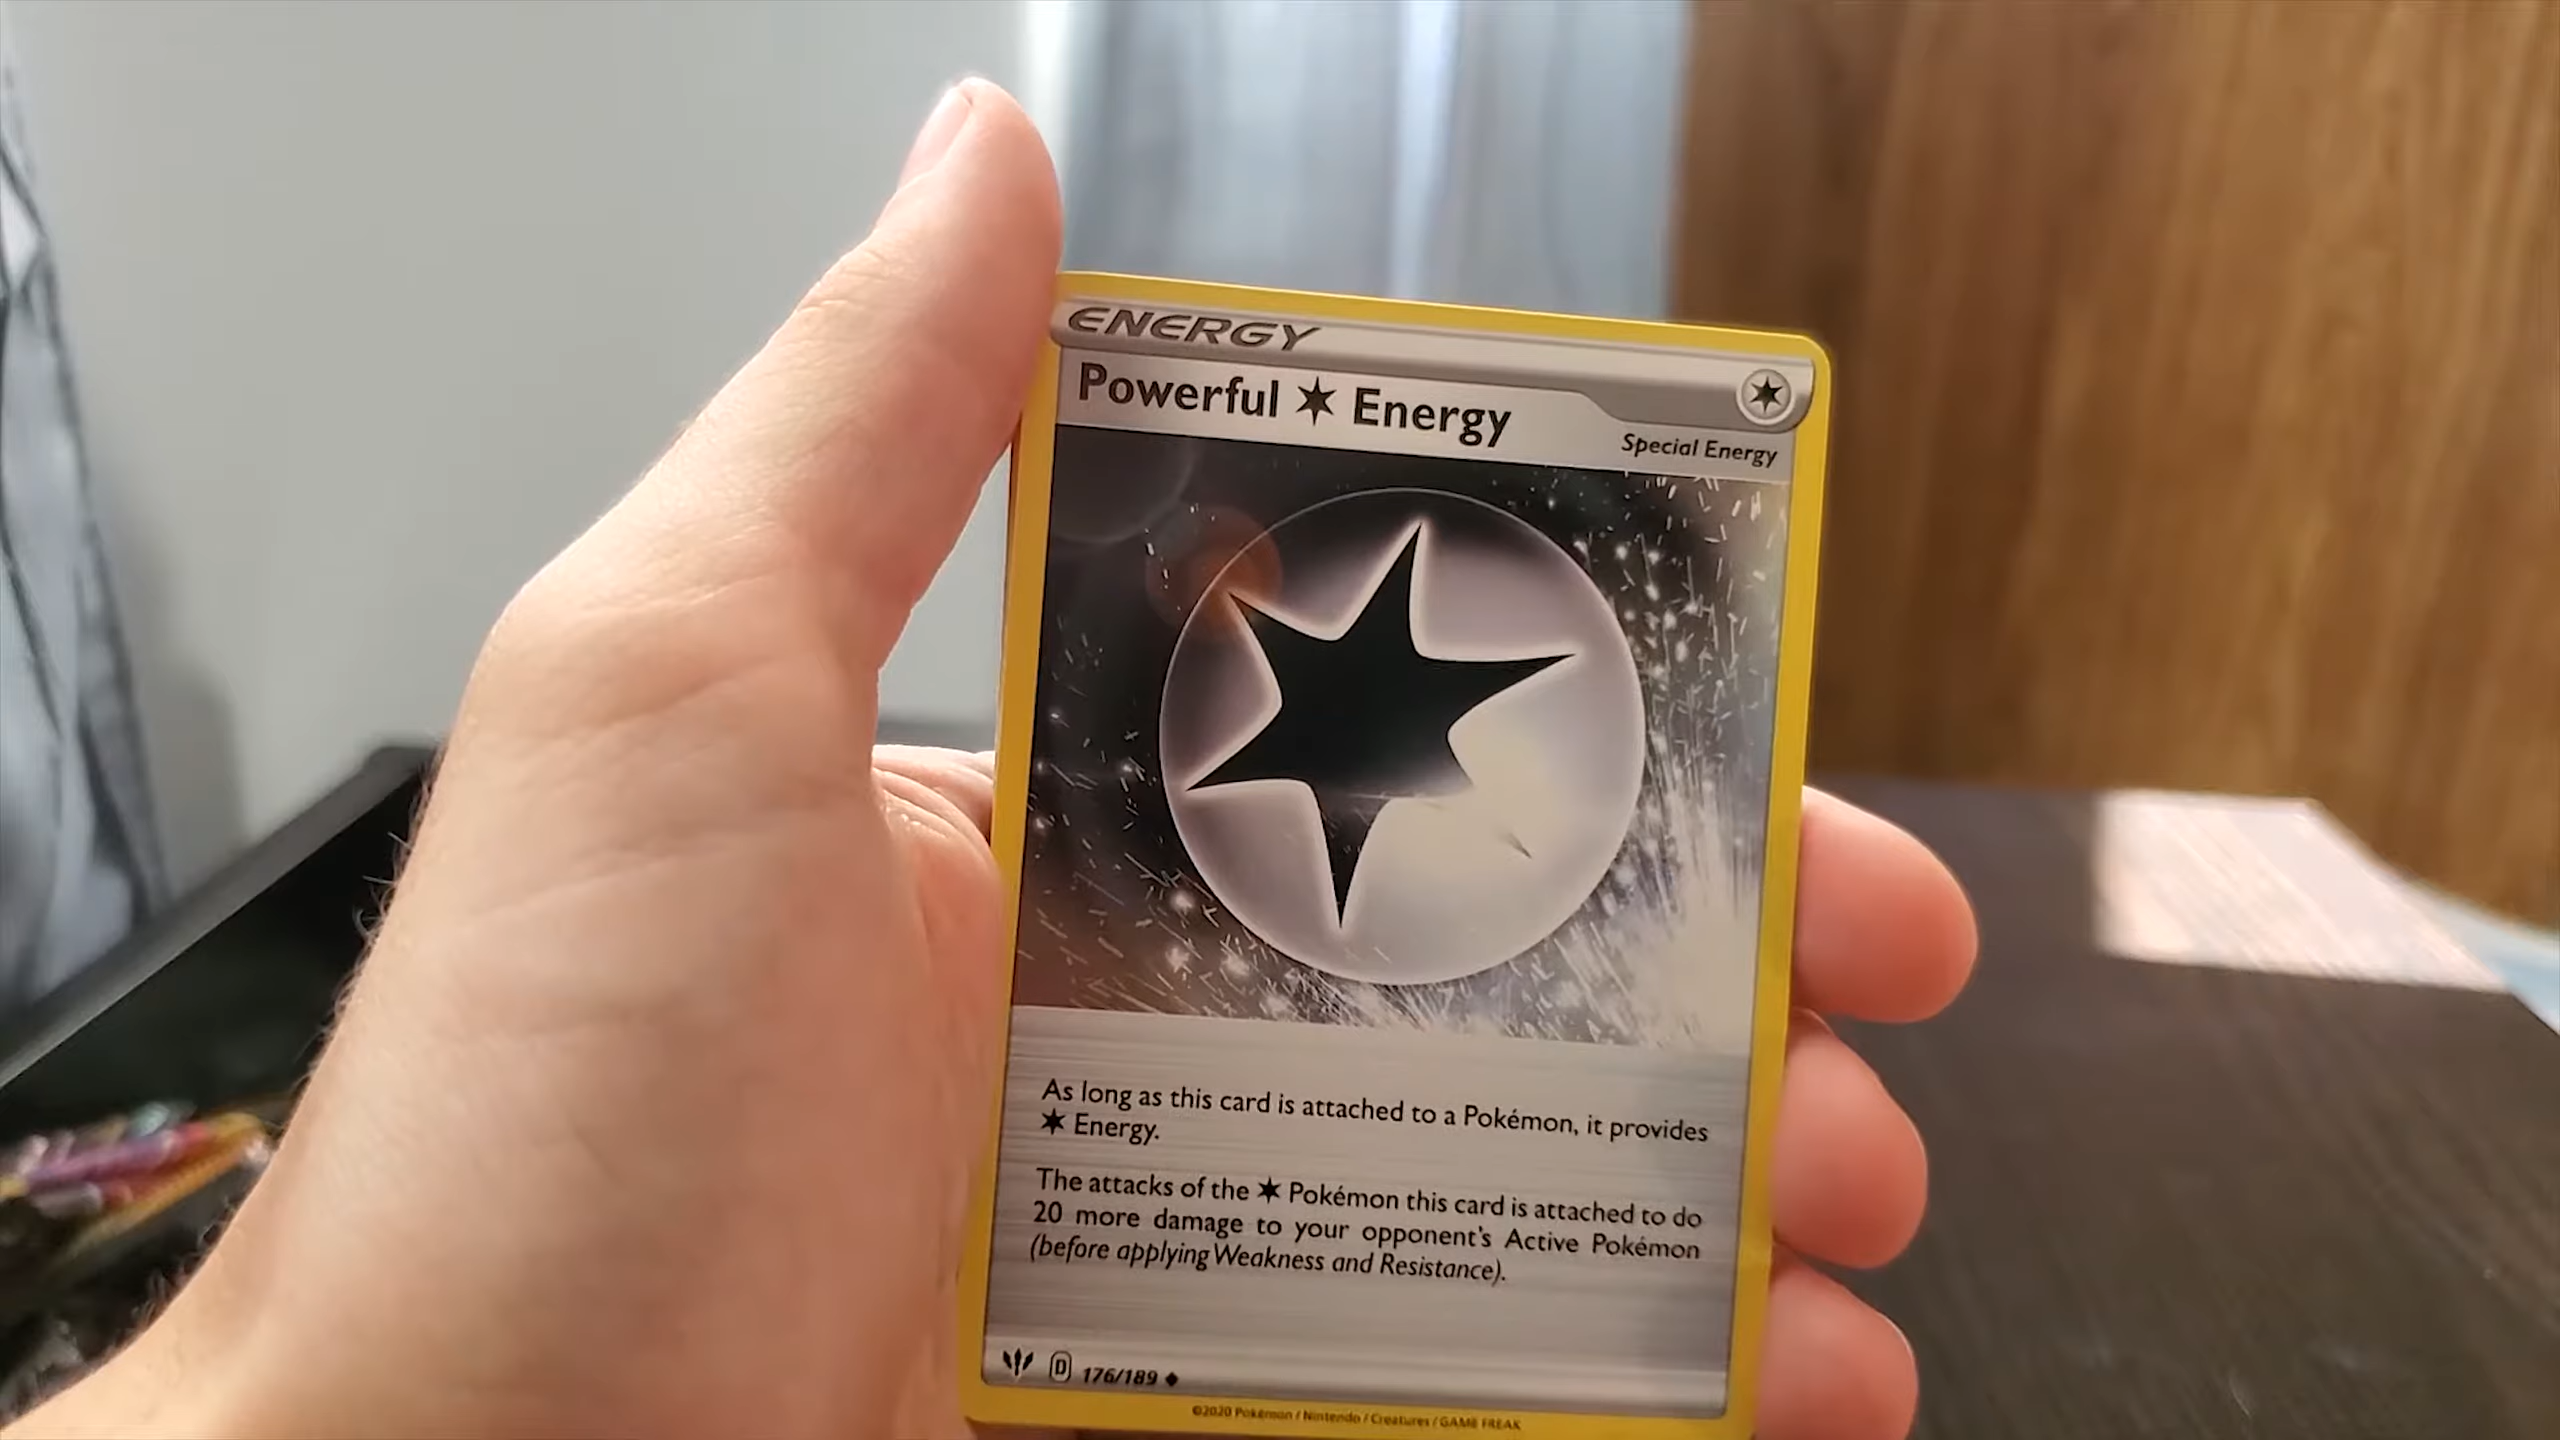 ENERGY
Powerful Energy
Special Energy
As long as this card is attached to a Pokémon, it provides
Energy.
The attacks of the Pokémon this card is attached to do
20 more damage to your opponent's Active Pokémon
(before applying Weakness and Resistance).
D 176/189
©2020 Pokémon / Nintendo / Creatures / GAME FREAK